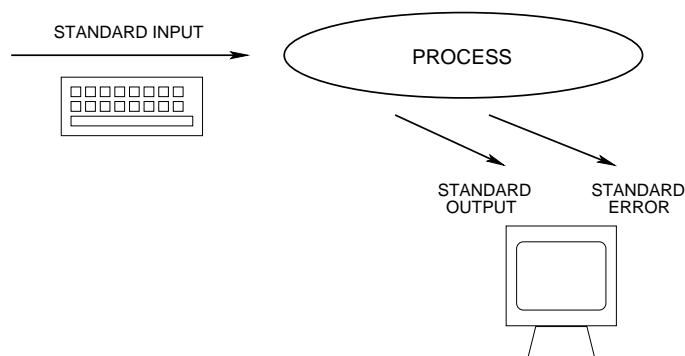 STANDARD INPUT
PROCESS
STANDARD
OUTPUT
STANDARD
ERROR